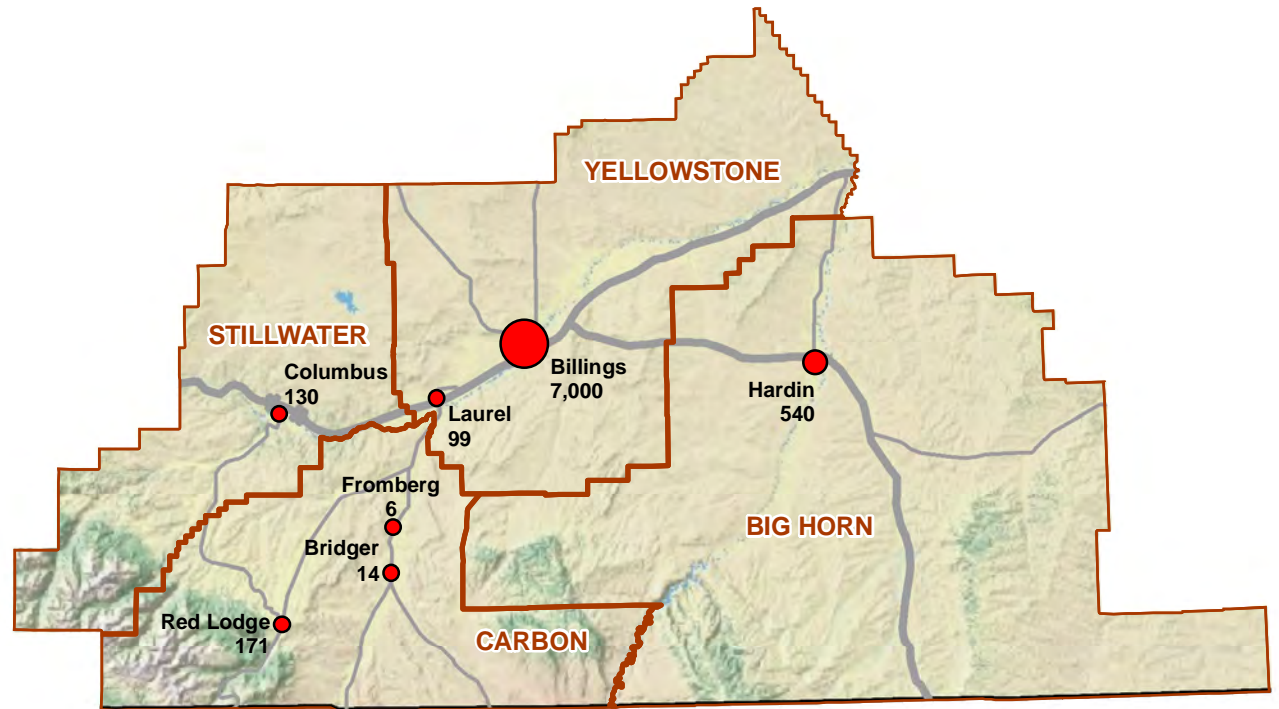 YELLOWSTONE
STILLWATER
Columbus
130
Billings
7,000
Hardin
540
Laurel
99
Fromberg
6
Bridger
14
BIG HORN
Red Lodge
171
CARBON